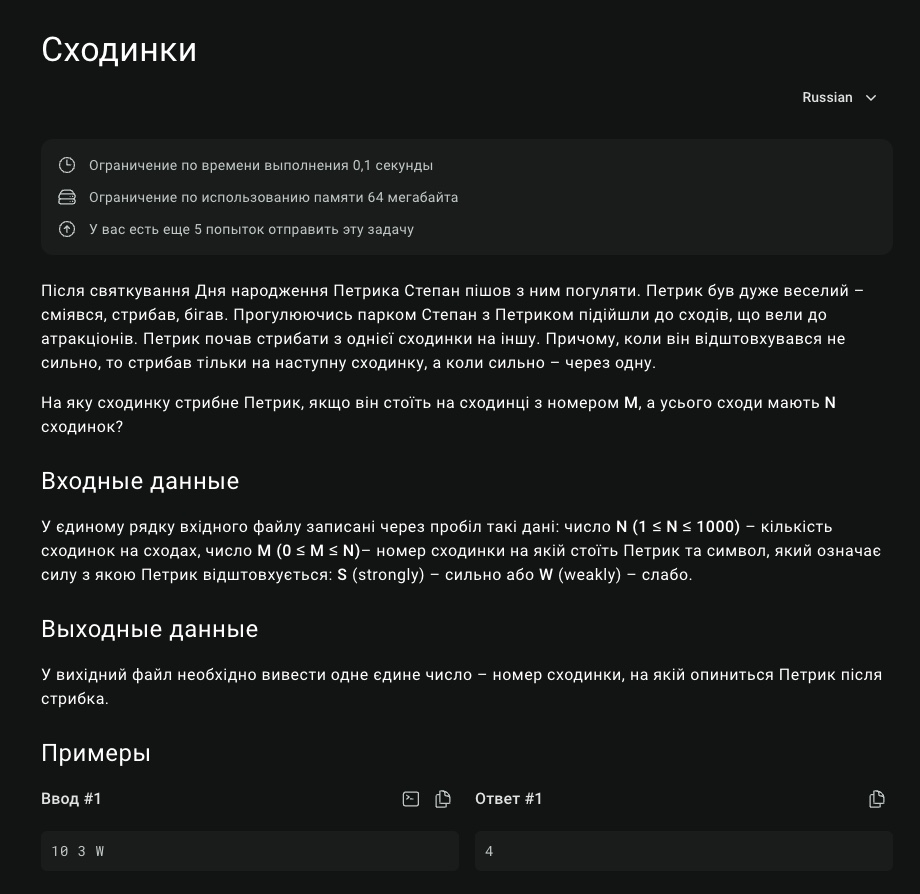 Сходинки
Russian
Ограничение по времени выполнения 0,1 секунды
Ограничение по использованию памяти 64 мегабайта
У вас есть еще 5 попыток отправить эту задачу
Після святкування Дня народження Петрика Степан пішов з ним погуляти. Петрик був дуже веселий –
сміявся, стрибав, бігав. Прогулюючись парком Степан з Петриком підійшли до сходів, що вели до
атракціонів. Петрик почав стрибати з однієї сходинки на іншу. Причому, коли він відштовхувався не
сильно, то стрибав тільки на наступну сходинку, а коли сильно – через одну.
На яку сходинку стрибне Петрик, якщо він стоїть на сходинці з номером M, а усього сходи мають N
сходинок?
Входные данные
У єдиному рядку вхідного файлу записані через пробіл такі дані: число N (1 ≤ N ≤ 1000) – кількість
сходинок на сходах, число M (0 ≤ M ≤ N)– номер сходинки на якій стоїть Петрик та символ, який означає
силу з якою Петрик відштовхується: S (strongly) – сильно або W (weakly) – слабо.
Выходные данные
У вихідний файл необхідно вивести одне єдине число – номер сходинки, на якій опиниться Петрик після
стрибка.
Примеры
Ввод #1
Ответ #1
10 3 W
4